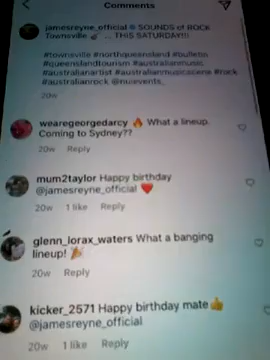 Comments
jamesreyne_official SOUNDS of ROCK
Townsville 🎸 ... THIS SATURDAY!!!
#townsville #northqueensland #bulletin
#queenslandtourism #australianmusic
#australianartist #australianmusicscene #rock
#australianrock
20w
wearegeorgedarcy 🔥 What a lineup.
Coming to Sydney??
20w Reply
mum2taylor Happy birthday
@jamesreyne_official ❤️
20w 1 like Reply
glenn_lorax_waters What a banging
lineup! 🎉
20w Reply
kicker_2571 Happy birthday mate 👍
@jamesreyne_official
20w 1 like Reply